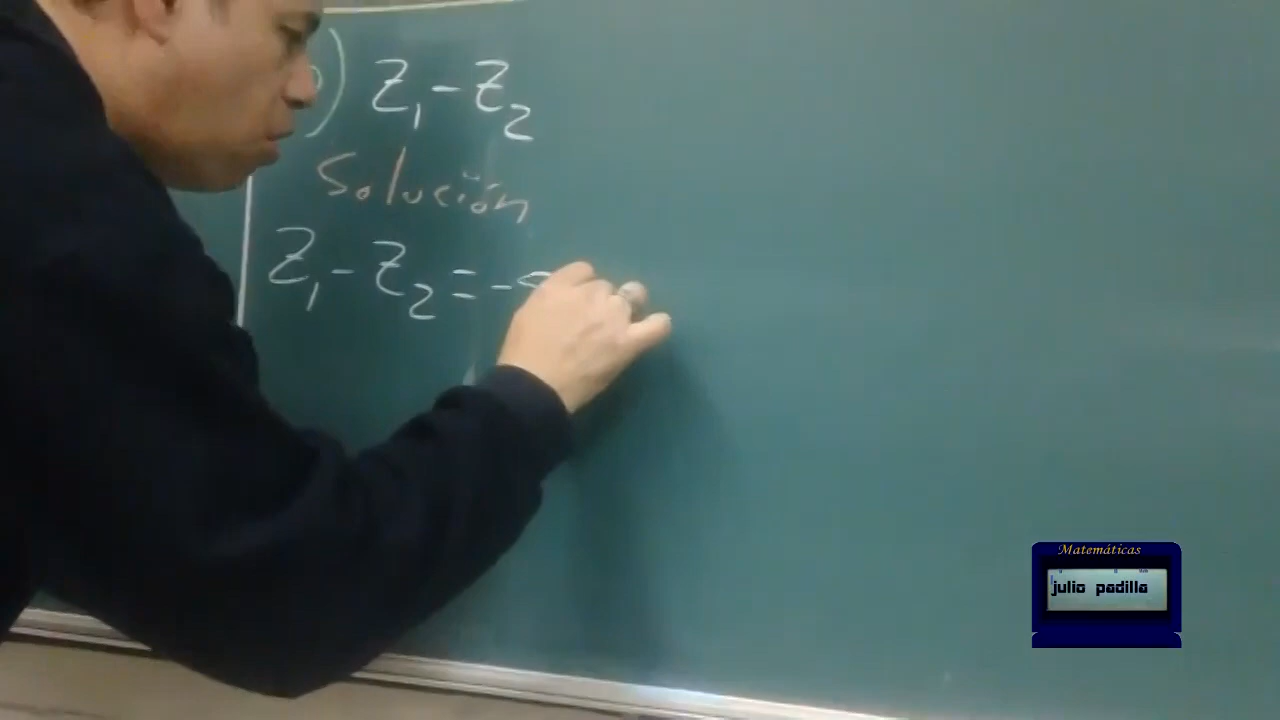 ) Z₁ - Z₂
Solución
Z₁ - Z₂ = -
Matemáticas
julio padilla